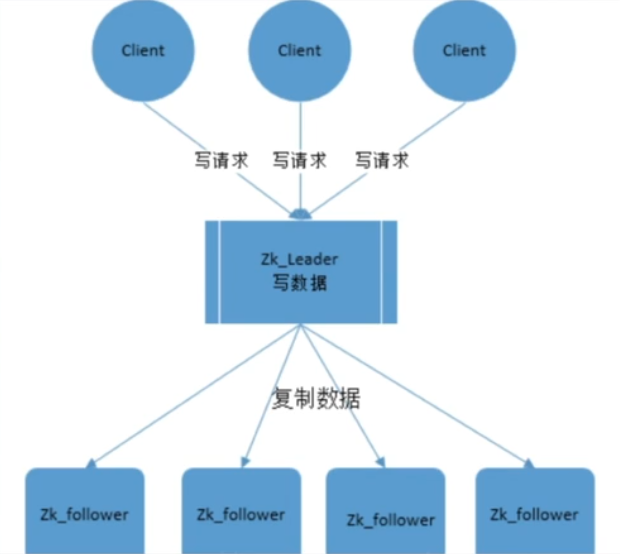 Client
Client
Client
写请求
写请求
写请求
Zk_Leader
写数据
复制数据
Zk_follower
Zk_follower
Zk_follower
Zk_follower